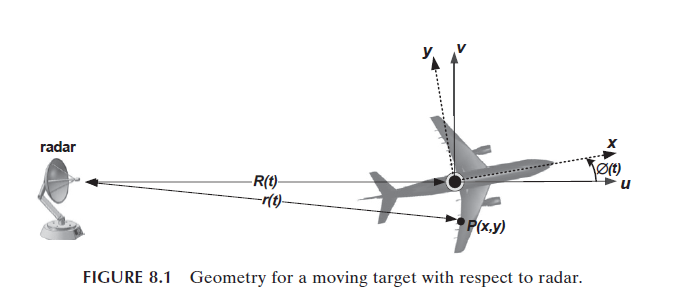 y v
radar
x
Ø(t)
R(t)
u
r(t)
P(x,y)
FIGURE 8.1 Geometry for a moving target with respect to radar.